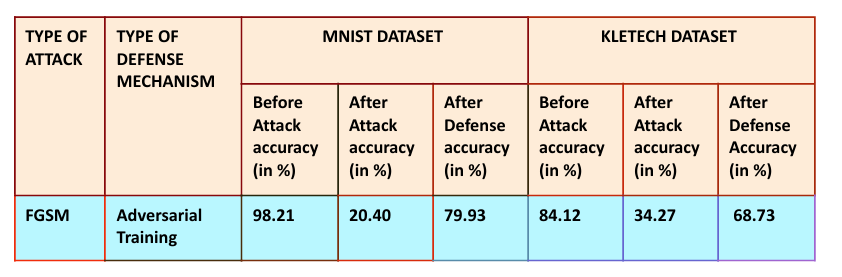 TYPE OF
ATTACK
TYPE OF
DEFENSE
MECHANISM
MNIST DATASET
KLETECH DATASET
Before
Attack
accuracy
(in %)
After
Attack
accuracy
(in %)
After
Defense
accuracy
(in %)
Before
Attack
accuracy
(in %)
After
Attack
accuracy
(in %)
After
Defense
Accuracy
(in %)
FGSM
Adversarial
Training
98.21
20.40
79.93
84.12
34.27
68.73